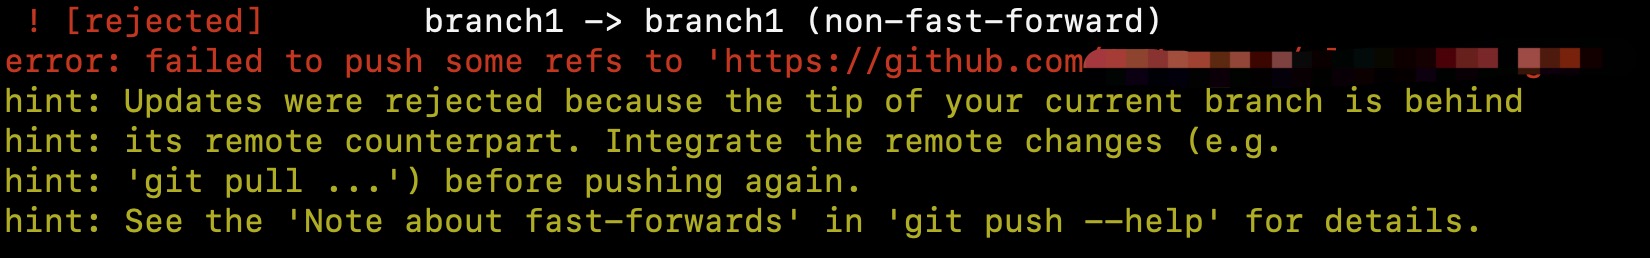 ! [rejected] branch1 -> branch1 (non-fast-forward)
error: failed to push some refs to 'https://github.com
hint: Updates were rejected because the tip of your current branch is behind
hint: its remote counterpart. Integrate the remote changes (e.g.
hint: 'git pull ...') before pushing again.
hint: See the 'Note about fast-forwards' in 'git push --help' for details.